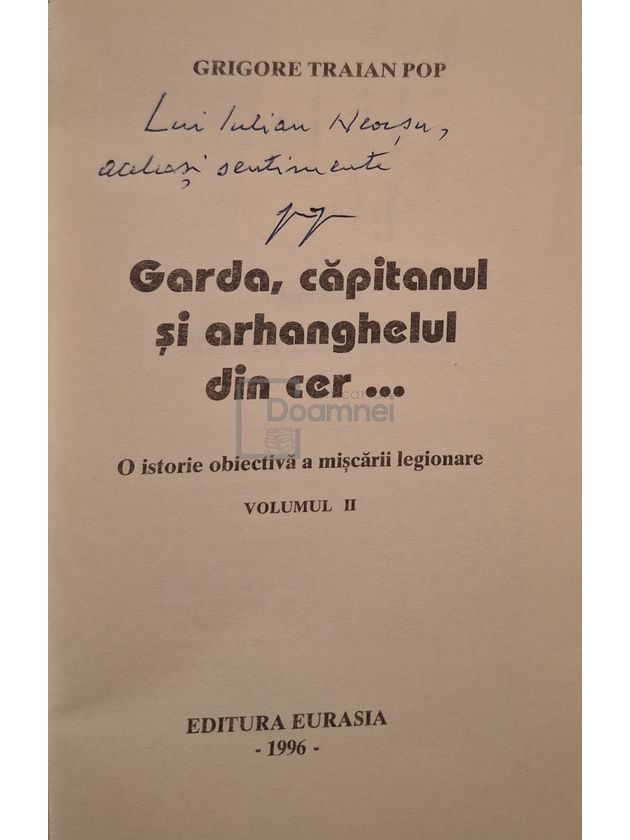 GRIGORE TRAIAN POP
Lui Iulian Neacșu,
aceleași sentimente
Garda, căpitanul
și arhanghelul
din cer ...
Doamnei
O istorie obiectivă a mișcării legionare
VOLUMUL II
EDITURA EURASIA
- 1996 -